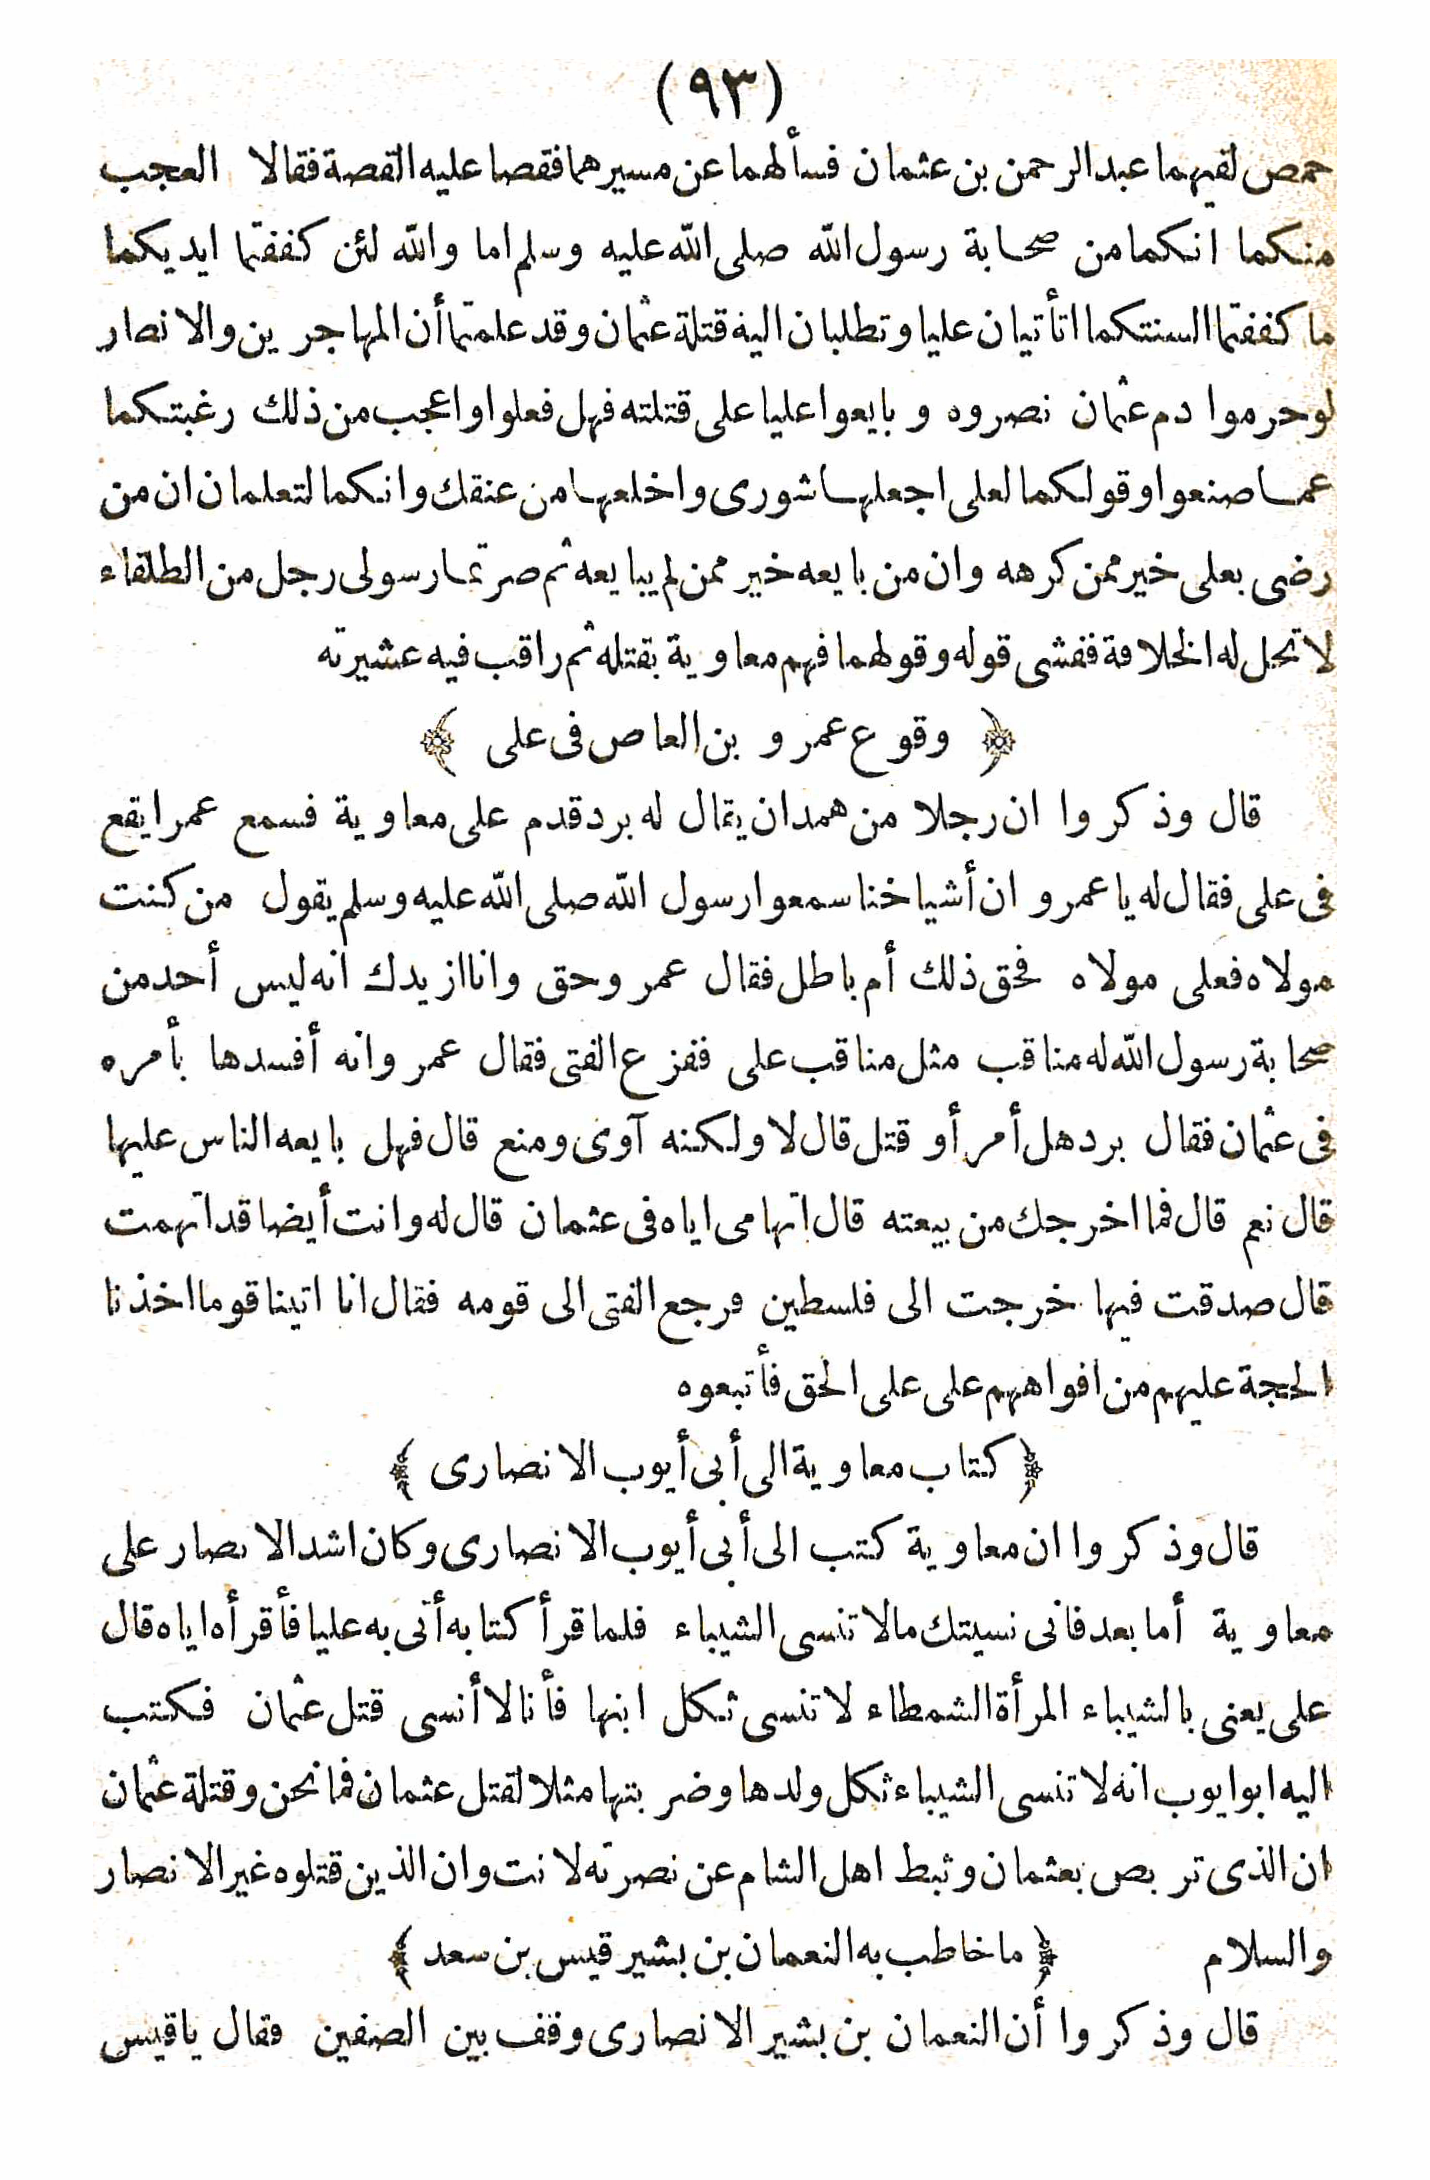 (٩٣)
حمص لقيهما عبد الرحمن بن عثمان فسألهما عن مسيرهما فقصا عليه القصة فقالا العجب
منكما انكما من صحابة رسول الله صلى الله عليه وسلم اما والله لئن كففتما ايديكما
ما كففتما السنتكما اتأتيان عليا وتطلبان اليه قتلة عثمان وقد علمتما أن المهاجرين والانصار
لو حرموا دم عثمان نصروه و بايعوا عليا على قتلته فهل فعلوا واعجب من ذلك رغبتكما
عما صنعوا وقولكما لعلى اجعلها شورى واخلعها من عنقك وانكما لتعلمان ان من
رضى بعلى خير ممن كرهه وان من بايعه خير ممن لم يبايعه ثم صرتما رسولى رجل من الطلقاء
لا تحل له الخلافة ففشى قوله وقولهما فهم معاوية بقتله ثم راقب فيه عشيرته
﴿ وقوع عمرو بن العاص فى على ﴾
قال وذكروا ان رجلا من همدان يقال له برد قدم على معاوية فسمع عمرا يقع
فى على فقال له يا عمرو ان أشياخنا سمعوا رسول الله صلى الله عليه وسلم يقول من كنت
مولاه فعلى مولاه فحق ذلك أم باطل فقال عمرو حق وانا ازيدك انه ليس أحد من
صحابة رسول الله له مناقب مثل مناقب على ففزع الفتى فقال عمرو انه أفسدها بأمره
فى عثمان فقال برد هل أمر أو قتل قال لا ولكنه آوى ومنع قال فهل بايعه الناس عليها
قال نعم قال فما اخرجك من بيعته قال اتهامى اياه فى عثمان قال له وانت أيضا قد اتهمت
قال صدقت فيها خرجت الى فلسطين فرجع الفتى الى قومه فقال انا اتينا قوما اخذنا
الحجة عليهم من افواههم على على الحق فأتبعوه
﴿ كتاب معاوية الى أبى أيوب الانصارى ﴾
قال وذكروا ان معاوية كتب الى أبى أيوب الانصارى وكان اشد الانصار على
معاوية أما بعد فانى نسيتك مالا تنسى الشيباء فلما قرأ كتابه أتى به عليا فأقرأه اياه قال
على يعنى بالشيباء المرأة الشمطاء لا تنسى ثكل ابنها فأنا لا أنسى قتل عثمان فكتب
اليه ابو ايوب انه لا تنسى الشيباء ثكل ولدها وضربتها مثلا لقتل عثمان فما نحن وقتلة عثمان
ان الذى تربص بعثمان وثبط اهل الشام عن نصرته لانت وان الذين قتلوه غير الانصار
والسلام ﴿ ما خاطب به النعمان بن بشير قيس بن سعد ﴾
قال وذكروا أن النعمان بن بشير الانصارى وقف بين الصفين فقال ياقيس